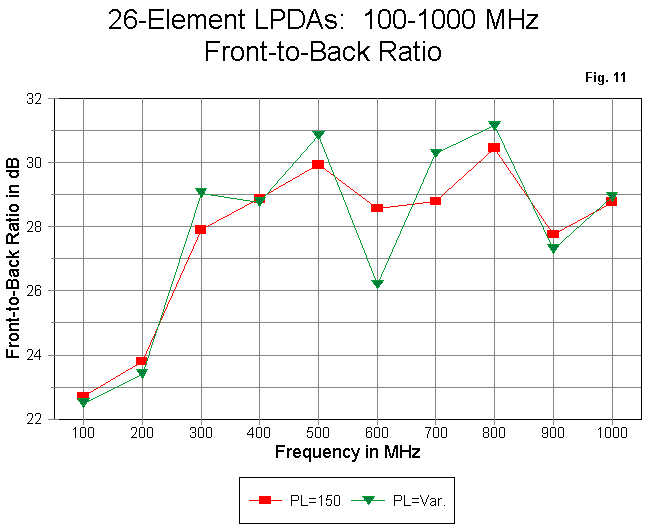 26-Element LPDAs:  100-1000 MHz
Front-to-Back Ratio
Fig. 11
Front-to-Back Ratio in dB
32
30
28
26
24
22
100 200 300 400 500 600 700 800 900 1000
Frequency in MHz
PL=150 PL=Var.